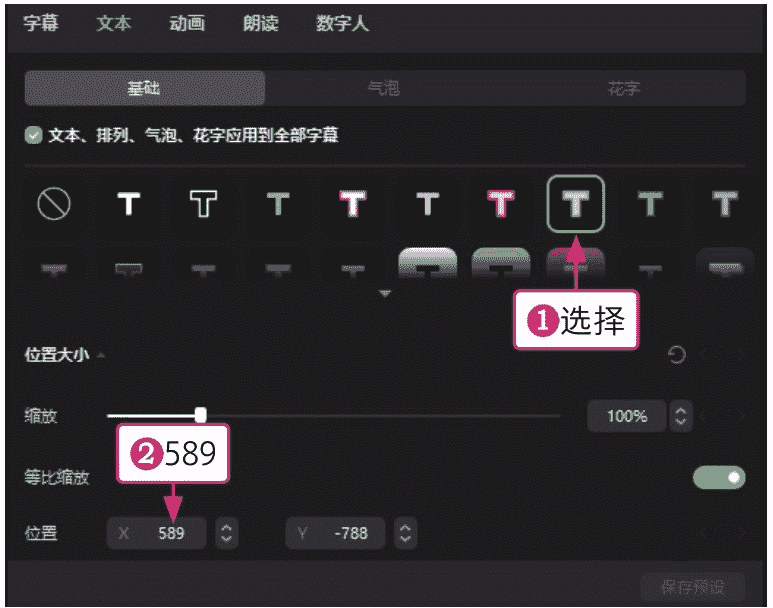 字幕 文本 动画 朗读 数字人
基础 气泡 花字
文本、排列、气泡、花字应用到全部字幕
T T T T T T T T T
❶选择
位置大小
缩放 100%
❷589
等比缩放
位置 X 589 Y -788
保存预设